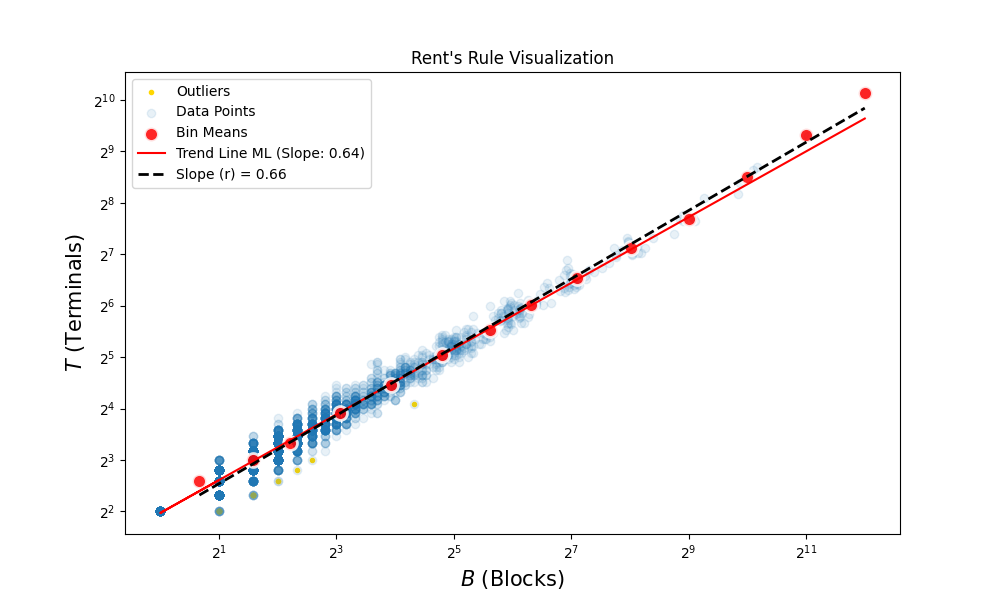 Rent's Rule Visualization
Outliers
Data Points
Bin Means
Trend Line ML (Slope: 0.64)
Slope (r) = 0.66
T (Terminals)
2^10
2^9
2^8
2^7
2^6
2^5
2^4
2^3
2^2
2^1 2^3 2^5 2^7 2^9 2^11
B (Blocks)